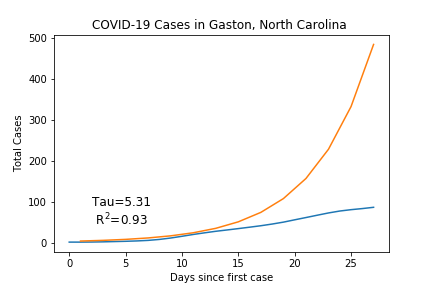 COVID-19 Cases in Gaston, North Carolina
500
400
300
200
100
0
Total Cases
Tau=5.31
R²=0.93
0 5 10 15 20 25
Days since first case